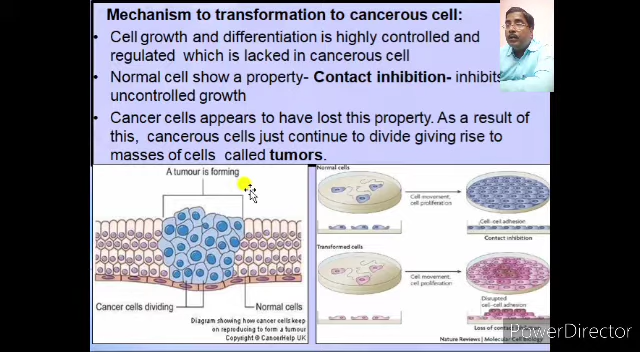 Mechanism to transformation to cancerous cell:
• Cell growth and differentiation is highly controlled and
regulated which is lacked in cancerous cell
• Normal cell show a property- Contact inhibition- inhibits
uncontrolled growth
• Cancer cells appears to have lost this property. As a result of
this, cancerous cells just continue to divide giving rise to
masses of cells called tumors.
A tumour is forming
Cancer cells dividing
Normal cells
Diagram showing how cancer cells keep
on reproducing to form a tumour
Copyright © CancerHelp UK
Normal cells
Cell movement,
cell proliferation
Cell-cell adhesion
Contact inhibition
Transformed cells
Cell movement,
cell proliferation
Disrupted
cell-cell adhesion
Loss of contact
Nature Reviews | Molecular Cell Biology
PowerDirector